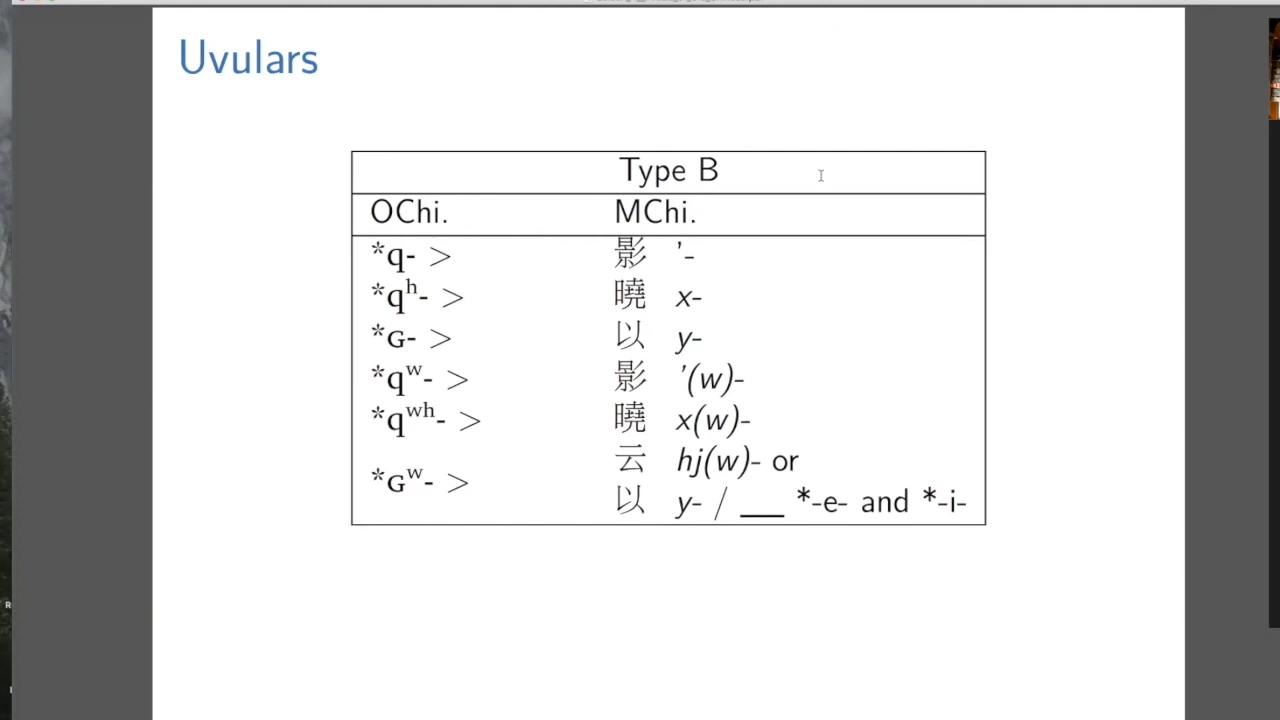 Uvulars
Type B
OChi. MChi.
*q- > 影 '-
*qʰ- > 曉 x-
*ɢ- > 以 y-
*qʷ- > 影 '(w)-
*qʷʰ- > 曉 x(w)-
*ɢʷ- > 云 hj(w)- or
以 y- / ___ *-e- and *-i-